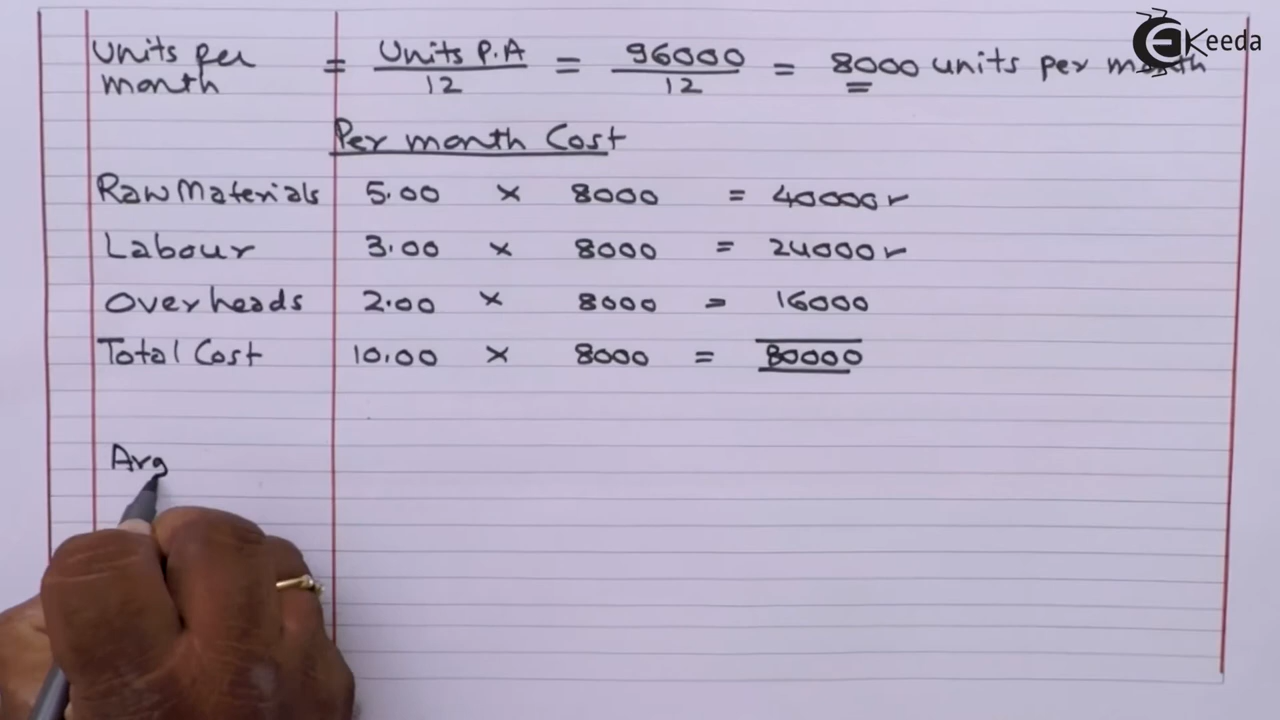 Ekeeda
Units per month = Units P.A / 12 = 96000 / 12 = 8000 units per month
Per month Cost
Raw Materials 5.00 × 8000 = 40000
Labour 3.00 × 8000 = 24000
Overheads 2.00 × 8000 = 16000
Total Cost 10.00 × 8000 = 80000
Avg